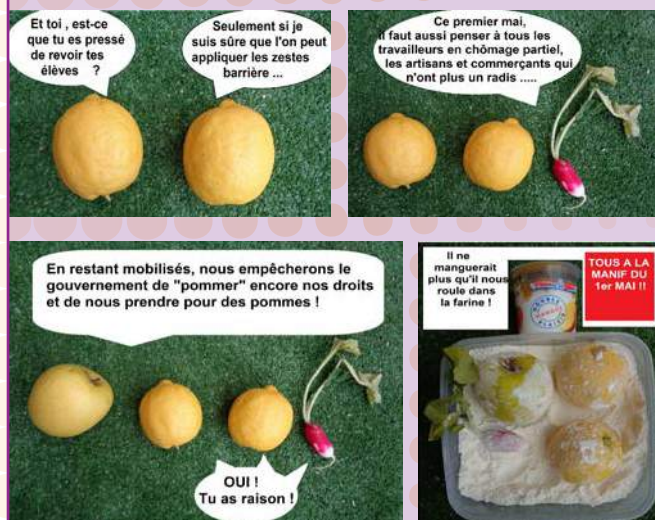 Et toi , est-ce
que tu es pressé
de revoir tes
élèves ?
Seulement si je
suis sûre que l'on peut
appliquer les zestes
barrière ...
Ce premier mai,
il faut aussi penser à tous les
travailleurs en chômage partiel,
les artisans et commerçants qui
n'ont plus un radis .....
En restant mobilisés, nous empêcherons le
gouvernement de "pommer" encore nos droits
et de nous prendre pour des pommes !
OUI !
Tu as raison !
Il ne
manguerait
plus qu'il nous
roule dans
la farine !
TOUS A LA
MANIF DU
1er MAI !!